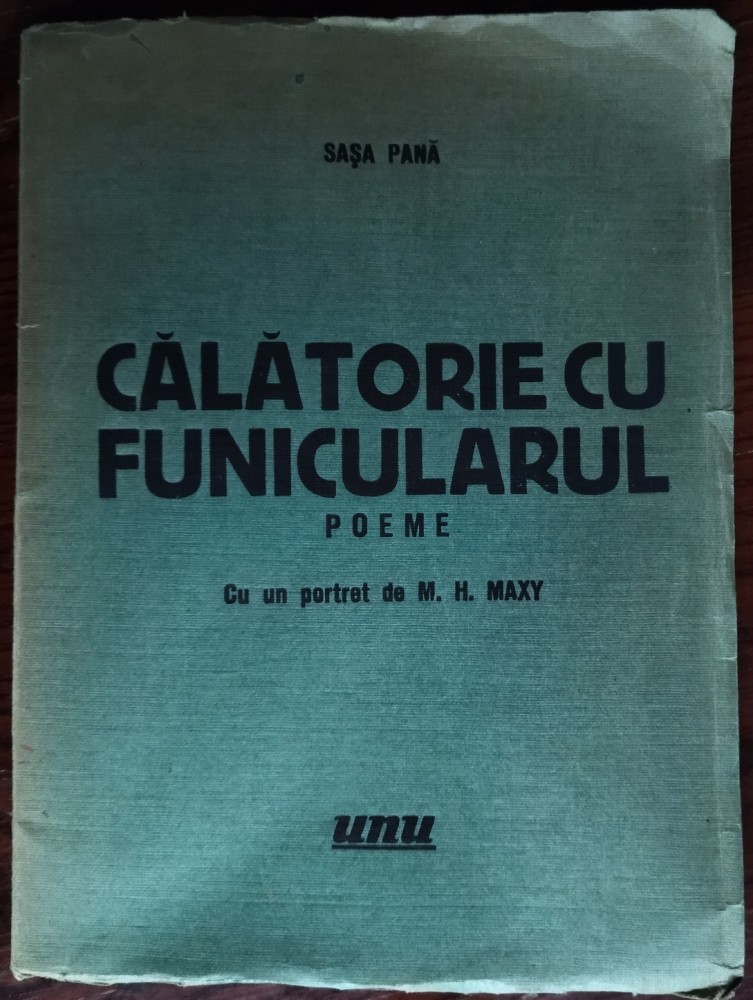 SAŞA PANĂ
CĂLĂTORIE CU
FUNICULARUL
POEME
Cu un portret de M. H. MAXY
unu